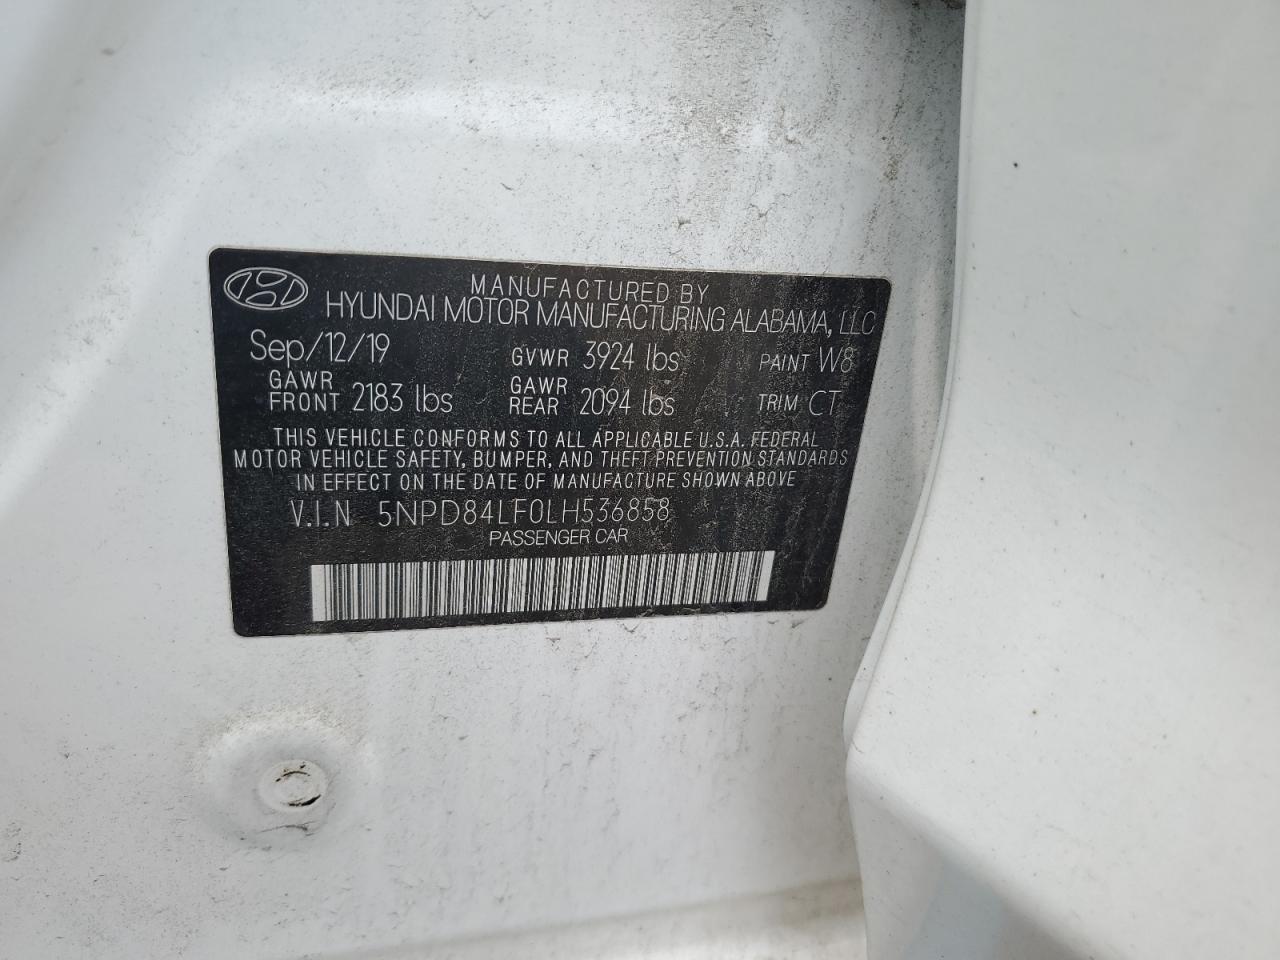 MANUFACTURED BY
HYUNDAI MOTOR MANUFACTURING ALABAMA, LLC
Sep/12/19 GVWR 3924 lbs PAINT W8
GAWR FRONT 2183 lbs GAWR REAR 2094 lbs TRIM CT
THIS VEHICLE CONFORMS TO ALL APPLICABLE U.S.A. FEDERAL
MOTOR VEHICLE SAFETY, BUMPER, AND THEFT PREVENTION STANDARDS
IN EFFECT ON THE DATE OF MANUFACTURE SHOWN ABOVE
V.I.N 5NPD84LF0LH536858
PASSENGER CAR